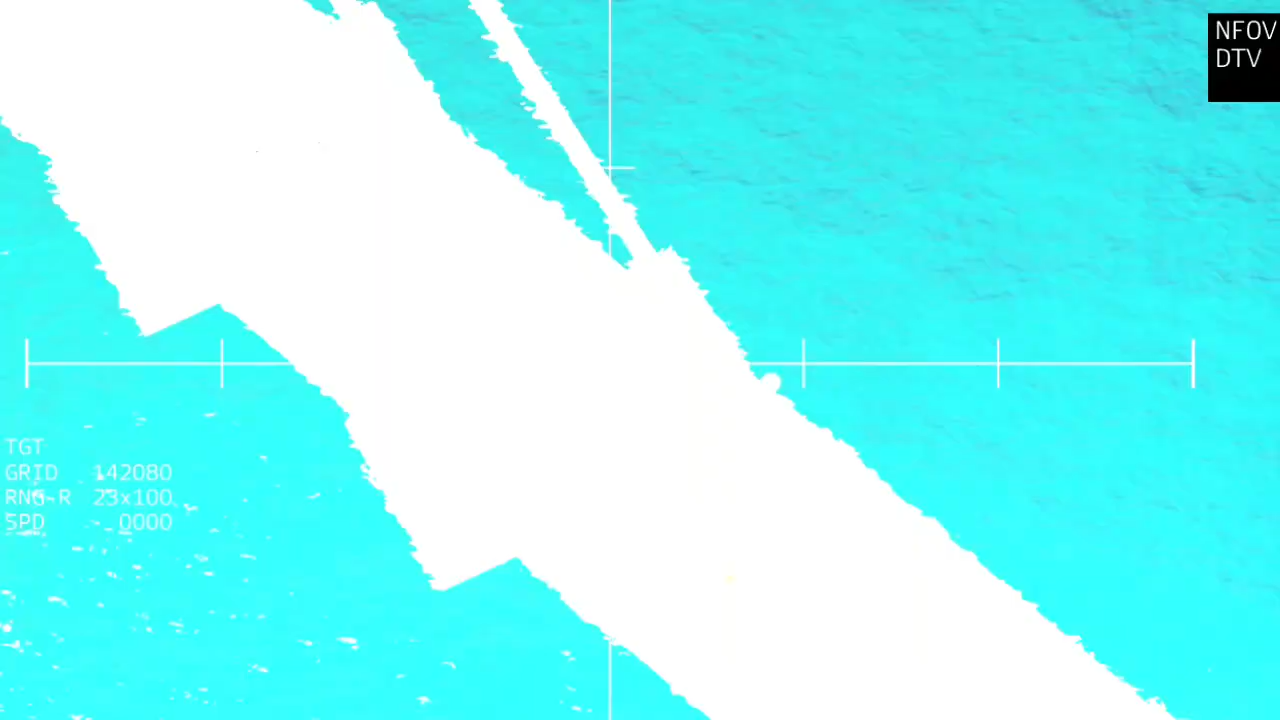 NFOV
DTV
TGT
GRID 142080
RNG-R 23x100
SPD 0000